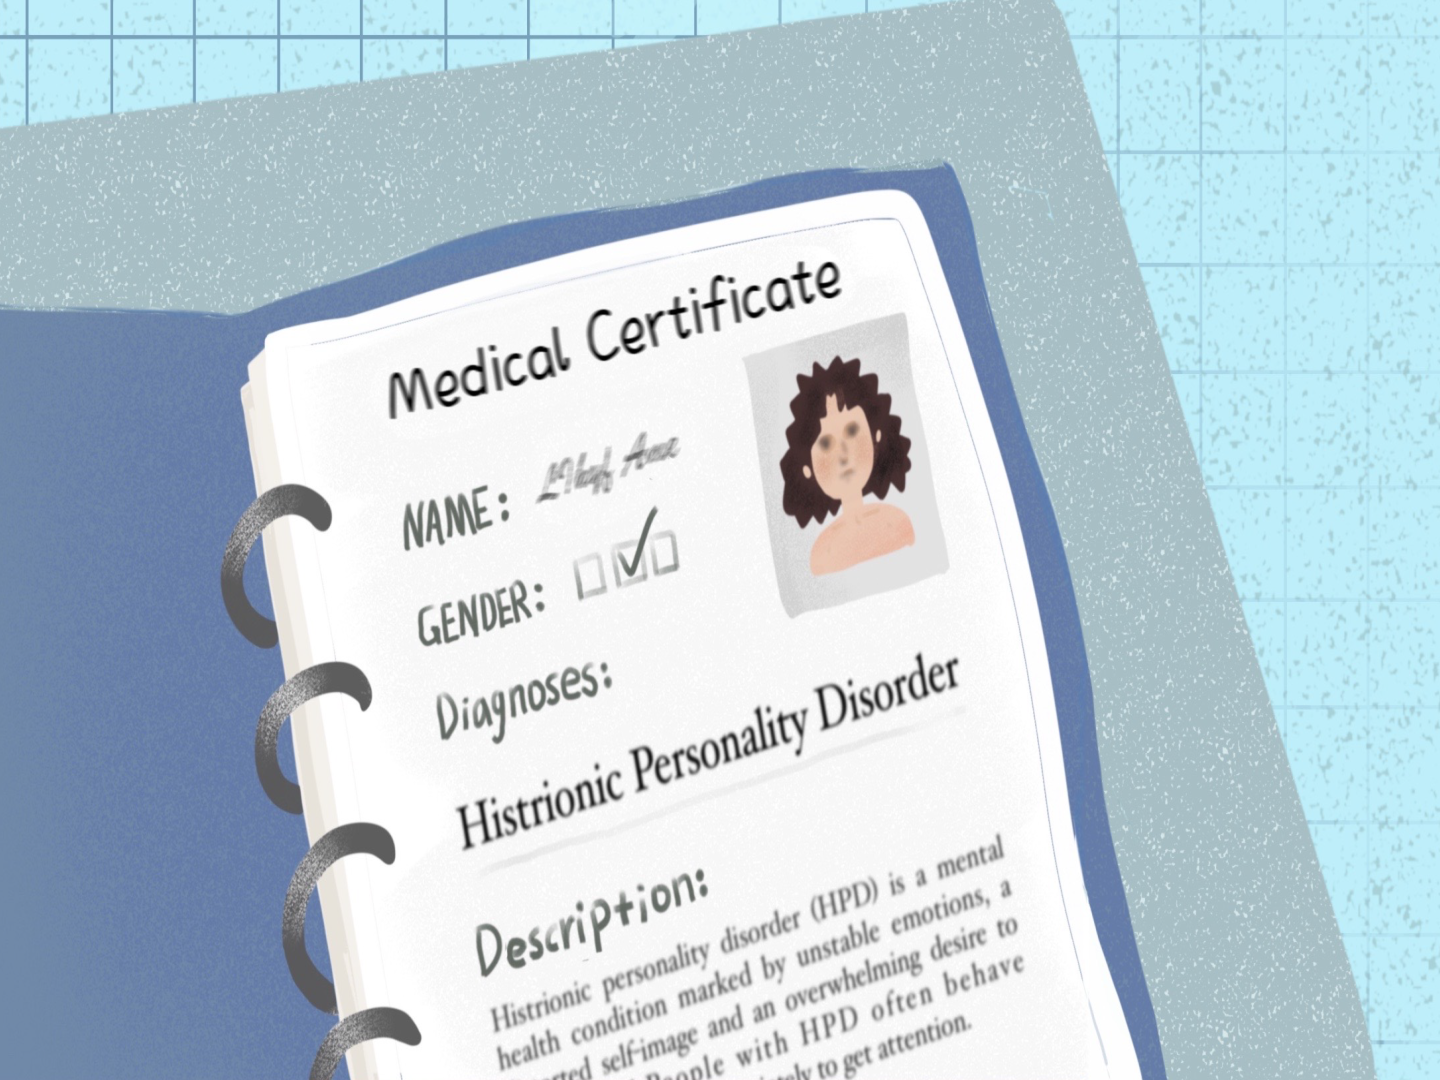 Medical Certificate
NAME:
GENDER:
Diagnoses:
Histrionic Personality Disorder
Description:
Histrionic personality disorder (HPD) is a mental
health condition marked by unstable emotions, a
self-image and an overwhelming desire to
People with HPD often behave
to get attention.